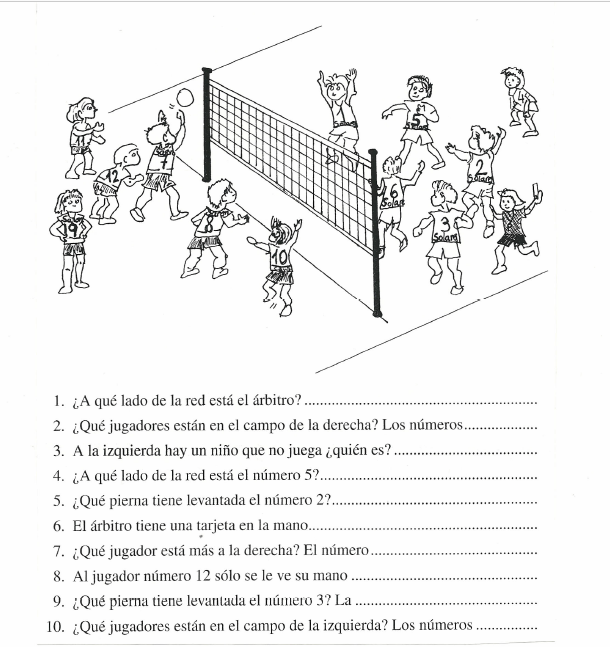 11
12
7
19
8
10
5
Solans
6
Solans
2
Solans
3
Solans
1. ¿A qué lado de la red está el árbitro?
2. ¿Qué jugadores están en el campo de la derecha? Los números
3. A la izquierda hay un niño que no juega ¿quién es?
4. ¿A qué lado de la red está el número 5?
5. ¿Qué pierna tiene levantada el número 2?
6. El árbitro tiene una tarjeta en la mano
7. ¿Qué jugador está más a la derecha? El número
8. Al jugador número 12 sólo se le ve su mano
9. ¿Qué pierna tiene levantada el número 3? La
10. ¿Qué jugadores están en el campo de la izquierda? Los números